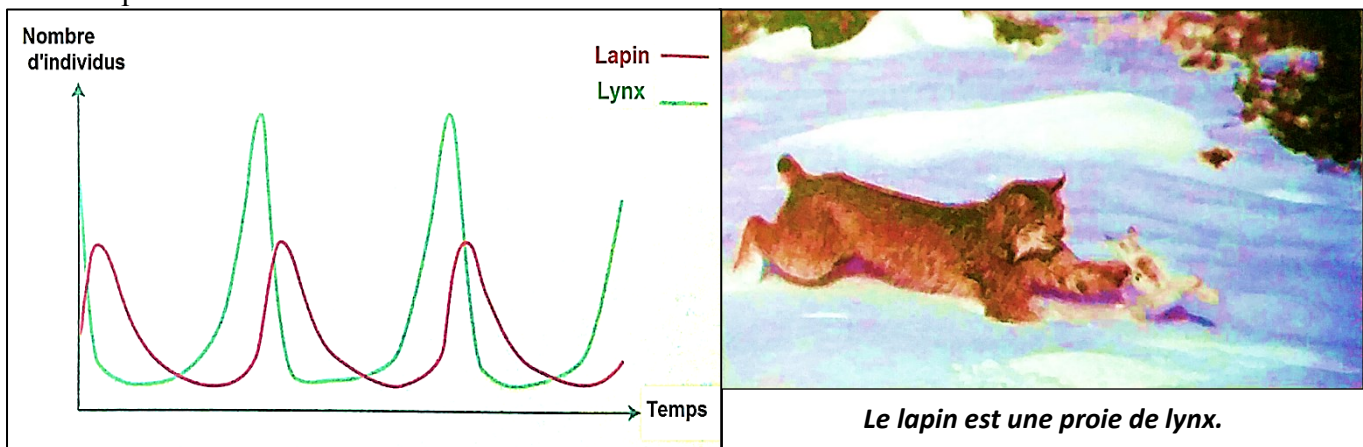 Nombre
d'individus
Lapin
Lynx
Temps
Le lapin est une proie de lynx.